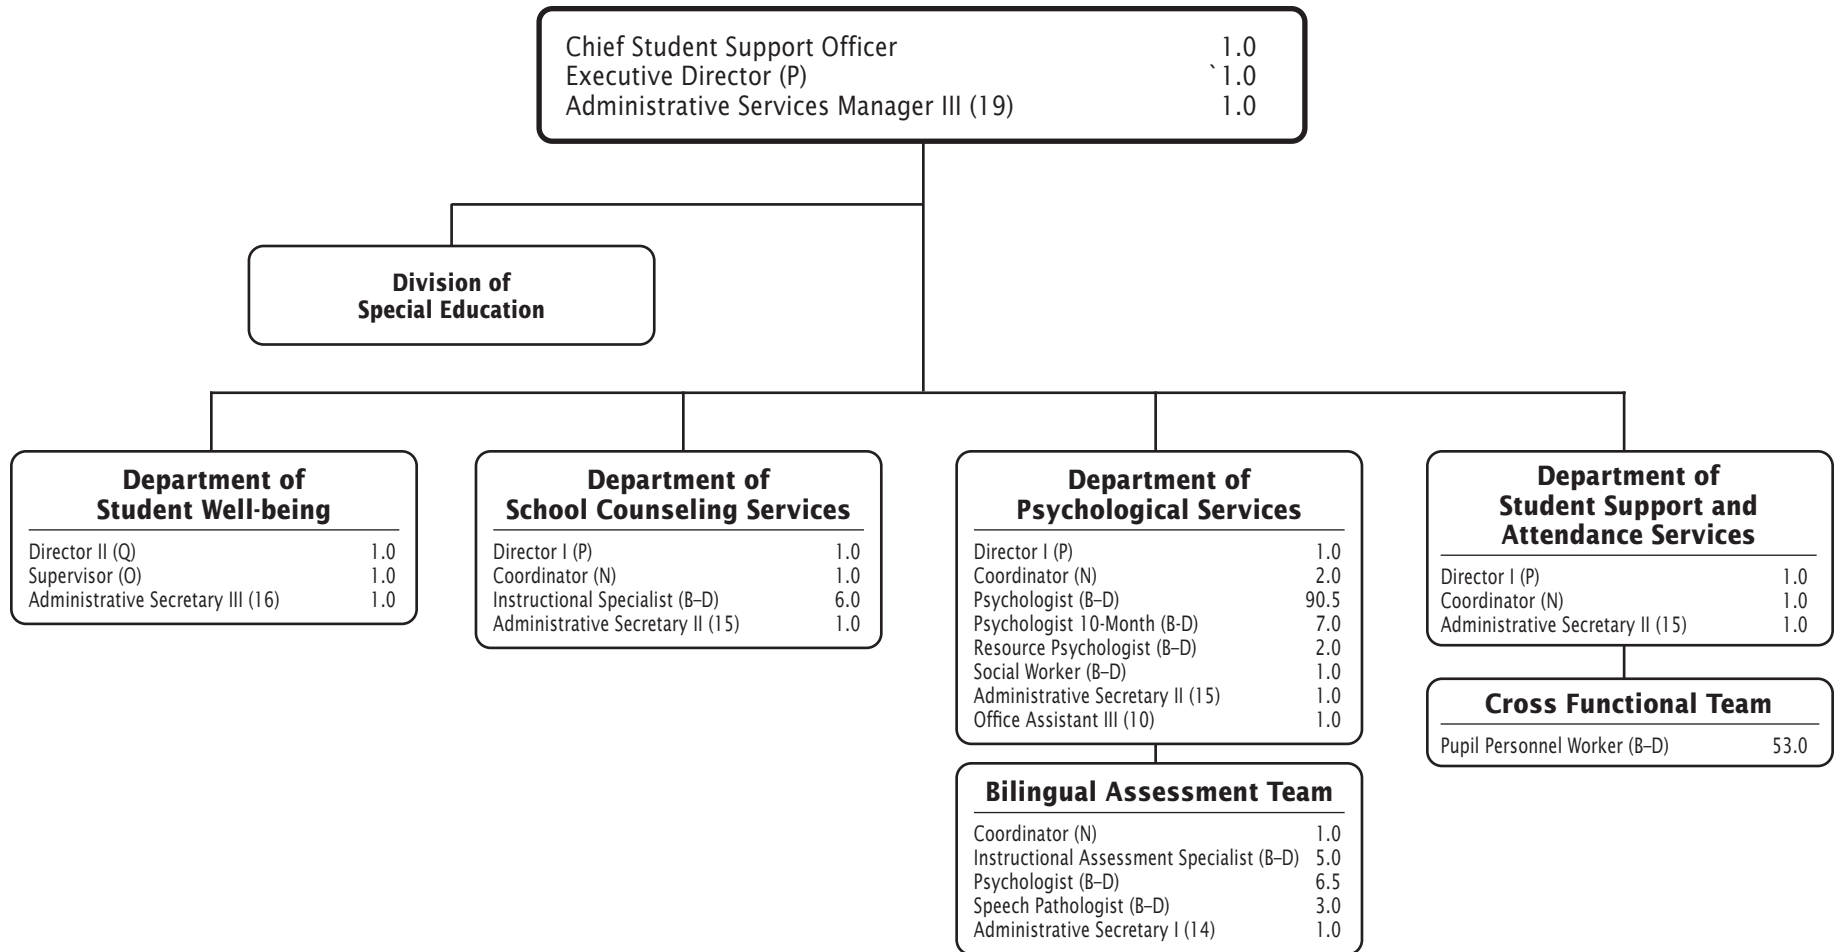 Chief Student Support Officer 1.0
Executive Director (P) `1.0
Administrative Services Manager III (19) 1.0
Division of
Special Education
Department of
Student Well-being
Director II (Q) 1.0
Supervisor (O) 1.0
Administrative Secretary III (16) 1.0
Department of
School Counseling Services
Director I (P) 1.0
Coordinator (N) 1.0
Instructional Specialist (B–D) 6.0
Administrative Secretary II (15) 1.0
Department of
Psychological Services
Director I (P) 1.0
Coordinator (N) 2.0
Psychologist (B–D) 90.5
Psychologist 10-Month (B-D) 7.0
Resource Psychologist (B–D) 2.0
Social Worker (B–D) 1.0
Administrative Secretary II (15) 1.0
Office Assistant III (10) 1.0
Bilingual Assessment Team
Coordinator (N) 1.0
Instructional Assessment Specialist (B–D) 5.0
Psychologist (B–D) 6.5
Speech Pathologist (B–D) 3.0
Administrative Secretary I (14) 1.0
Department of
Student Support and
Attendance Services
Director I (P) 1.0
Coordinator (N) 1.0
Administrative Secretary II (15) 1.0
Cross Functional Team
Pupil Personnel Worker (B–D) 53.0